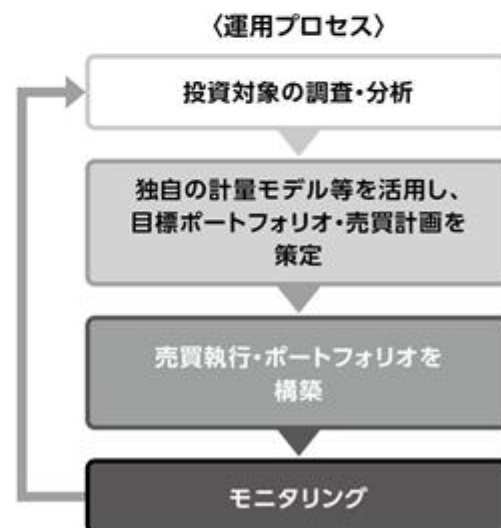 〈運用プロセス〉
投資対象の調査・分析
独自の計量モデル等を活用し、
目標ポートフォリオ・売買計画を
策定
売買執行・ポートフォリオを
構築
モニタリング